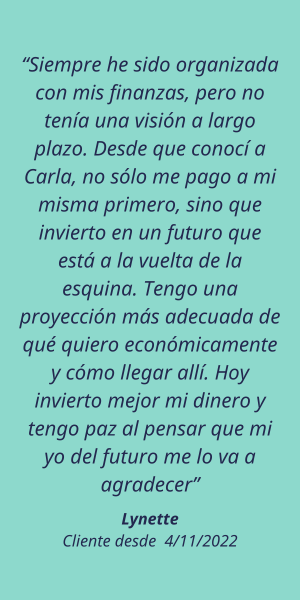 “Siempre he sido organizada
con mis finanzas, pero no
tenía una visión a largo
plazo. Desde que conocí a
Carla, no sólo me pago a mi
misma primero, sino que
invierto en un futuro que
está a la vuelta de la
esquina. Tengo una
proyección más adecuada de
qué quiero económicamente
y cómo llegar allí. Hoy
invierto mejor mi dinero y
tengo paz al pensar que mi
yo del futuro me lo va a
agradecer”
Lynette
Cliente desde 4/11/2022